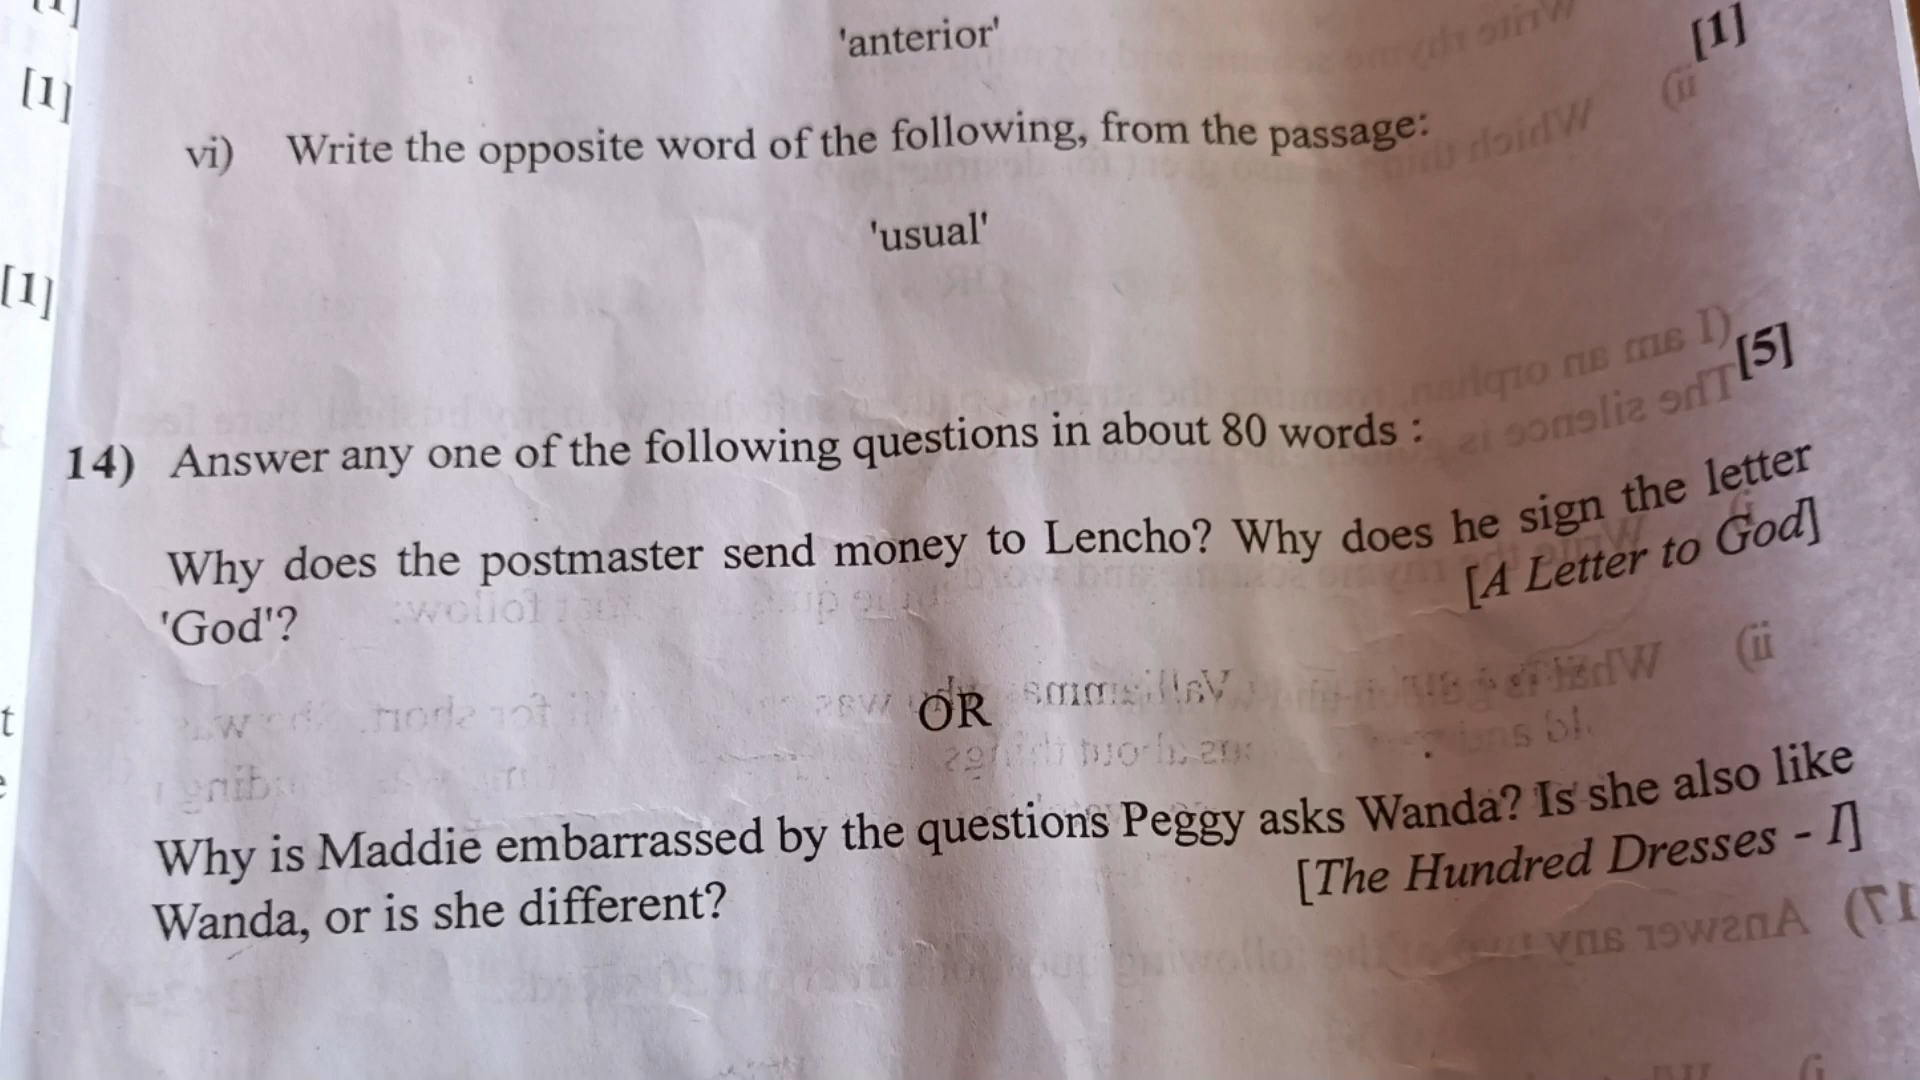 [1]
'anterior'
[1]
vi) Write the opposite word of the following, from the passage:
'usual'
[1]
[5]
14) Answer any one of the following questions in about 80 words :
Why does the postmaster send money to Lencho? Why does he sign the letter
'God'? [A Letter to God]
OR
Why is Maddie embarrassed by the questions Peggy asks Wanda? Is she also like
Wanda, or is she different? [The Hundred Dresses - I]